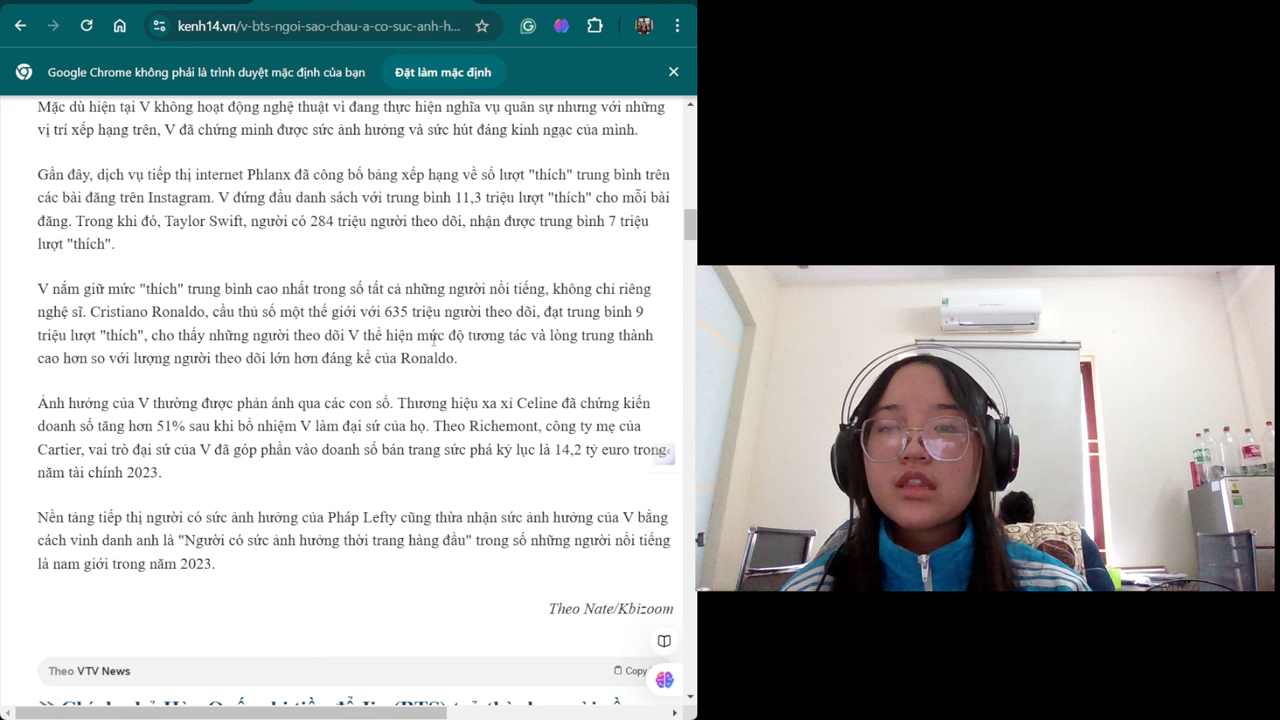 kenh14.vn/v-bts-ngoi-sao-chau-a-co-suc-anh-h...
Google Chrome không phải là trình duyệt mặc định của bạn
Đặt làm mặc định
Mặc dù hiện tại V không hoạt động nghệ thuật vì đang thực hiện nghĩa vụ quân sự nhưng với những
vị trí xếp hạng trên, V đã chứng minh được sức ảnh hưởng và sức hút đáng kinh ngạc của mình.
Gần đây, dịch vụ tiếp thị internet Phlanx đã công bố bảng xếp hạng về số lượt "thích" trung bình trên
các bài đăng trên Instagram. V đứng đầu danh sách với trung bình 11,3 triệu lượt "thích" cho mỗi bài
đăng. Trong khi đó, Taylor Swift, người có 284 triệu người theo dõi, nhận được trung bình 7 triệu
lượt "thích".
V nắm giữ mức "thích" trung bình cao nhất trong số tất cả những người nổi tiếng, không chỉ riêng
nghệ sĩ. Cristiano Ronaldo, cầu thủ số một thế giới với 635 triệu người theo dõi, đạt trung bình 9
triệu lượt "thích", cho thấy những người theo dõi V thể hiện mức độ tương tác và lòng trung thành
cao hơn so với lượng người theo dõi lớn hơn đáng kể của Ronaldo.
Ảnh hưởng của V thường được phản ánh qua các con số. Thương hiệu xa xỉ Celine đã chứng kiến
doanh số tăng hơn 51% sau khi bổ nhiệm V làm đại sứ của họ. Theo Richemont, công ty mẹ của
Cartier, vai trò đại sứ của V đã góp phần vào doanh số bán trang sức phá kỷ lục là 14,2 tỷ euro trong
năm tài chính 2023.
Nền tảng tiếp thị người có sức ảnh hưởng của Pháp Lefty cũng thừa nhận sức ảnh hưởng của V bằng
cách vinh danh anh là "Người có sức ảnh hưởng thời trang hàng đầu" trong số những người nổi tiếng
là nam giới trong năm 2023.
Theo Nate/Kbizoom
Theo VTV News
Copy